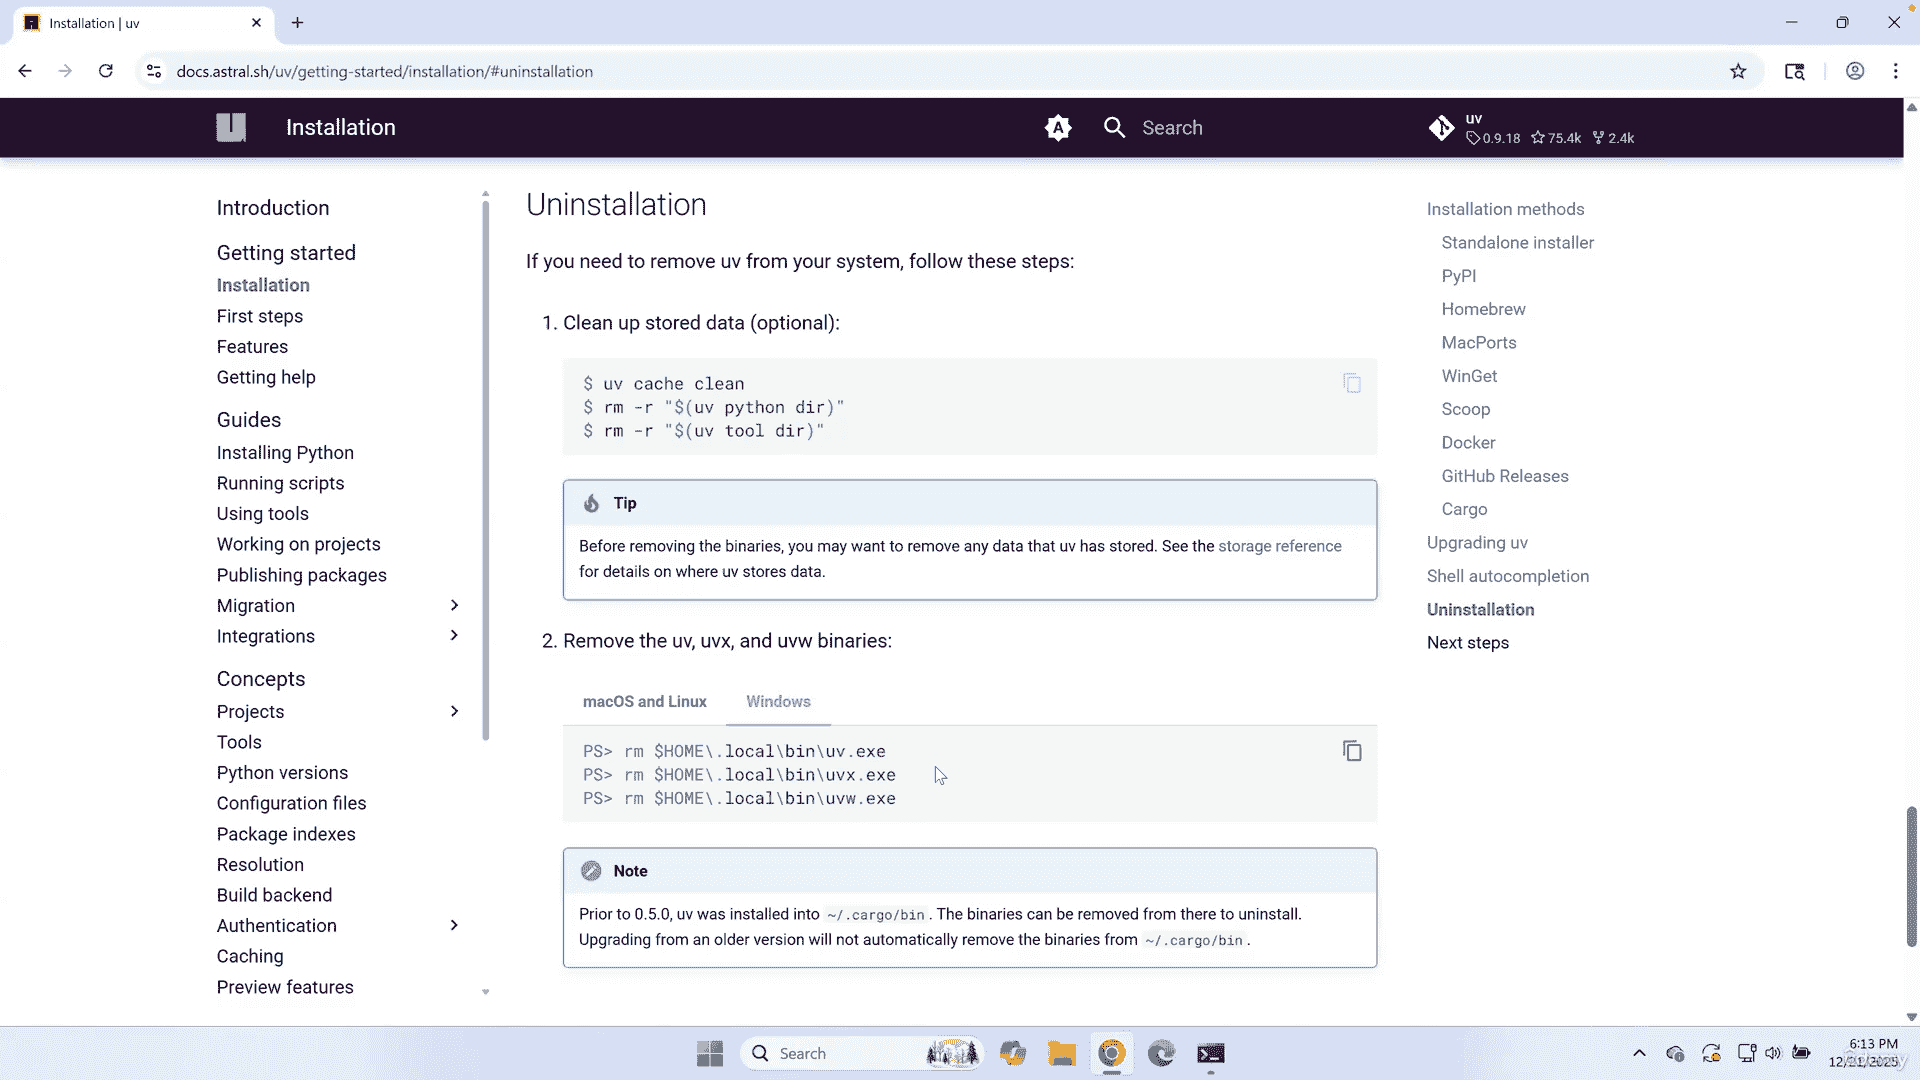 Installation | uv
docs.astral.sh/uv/getting-started/installation/#uninstallation
Installation
Search
uv
0.9.18 75.4k 2.4k
Introduction
Getting started
Installation
First steps
Features
Getting help
Guides
Installing Python
Running scripts
Using tools
Working on projects
Publishing packages
Migration
Integrations
Concepts
Projects
Tools
Python versions
Configuration files
Package indexes
Resolution
Build backend
Authentication
Caching
Preview features
Uninstallation
If you need to remove uv from your system, follow these steps:
1. Clean up stored data (optional):
$ uv cache clean
$ rm -r "$(uv python dir)"
$ rm -r "$(uv tool dir)"
Tip
Before removing the binaries, you may want to remove any data that uv has stored. See the storage reference
for details on where uv stores data.
2. Remove the uv, uvx, and uvw binaries:
macOS and Linux Windows
PS> rm $HOME\.local\bin\uv.exe
PS> rm $HOME\.local\bin\uvx.exe
PS> rm $HOME\.local\bin\uvw.exe
Note
Prior to 0.5.0, uv was installed into ~/.cargo/bin. The binaries can be removed from there to uninstall.
Upgrading from an older version will not automatically remove the binaries from ~/.cargo/bin.
Installation methods
Standalone installer
PyPI
Homebrew
MacPorts
WinGet
Scoop
Docker
GitHub Releases
Cargo
Upgrading uv
Shell autocompletion
Uninstallation
Next steps
Search
6:13 PM
12/21/2025